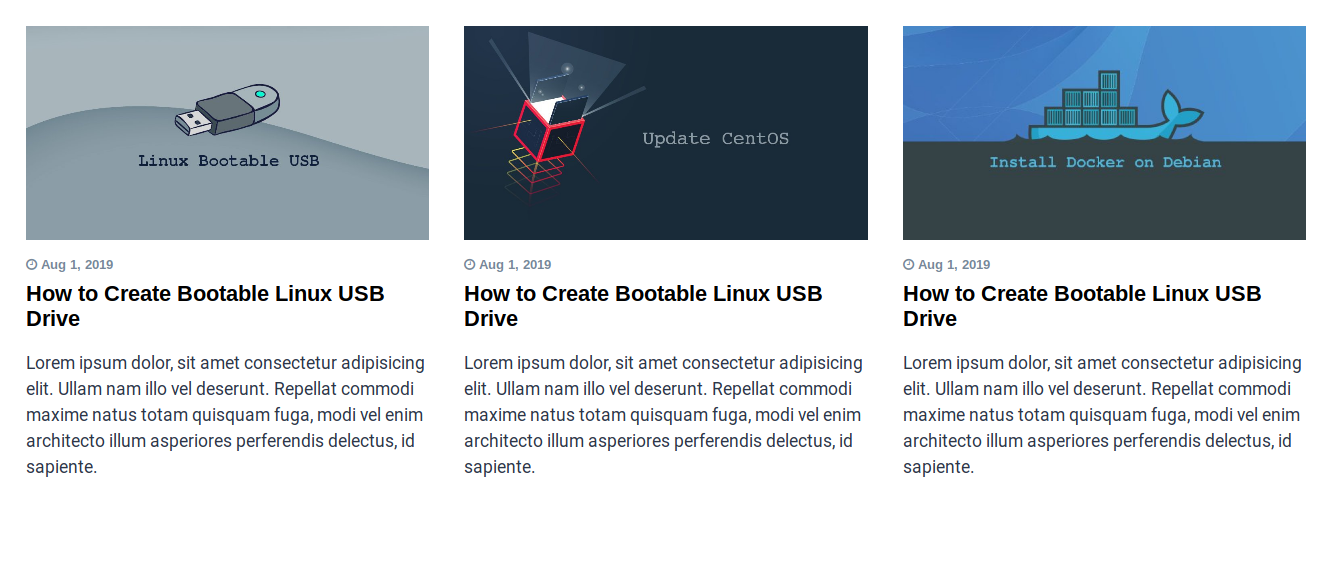 Linux Bootable USB
Aug 1, 2019
How to Create Bootable Linux USB
Drive
Lorem ipsum dolor, sit amet consectetur adipisicing
elit. Ullam nam illo vel deserunt. Repellat commodi
maxime natus totam quisquam fuga, modi vel enim
architecto illum asperiores perferendis delectus, id
sapiente.
Update CentOS
Aug 1, 2019
How to Create Bootable Linux USB
Drive
Lorem ipsum dolor, sit amet consectetur adipisicing
elit. Ullam nam illo vel deserunt. Repellat commodi
maxime natus totam quisquam fuga, modi vel enim
architecto illum asperiores perferendis delectus, id
sapiente.
Install Docker on Debian
Aug 1, 2019
How to Create Bootable Linux USB
Drive
Lorem ipsum dolor, sit amet consectetur adipisicing
elit. Ullam nam illo vel deserunt. Repellat commodi
maxime natus totam quisquam fuga, modi vel enim
architecto illum asperiores perferendis delectus, id
sapiente.